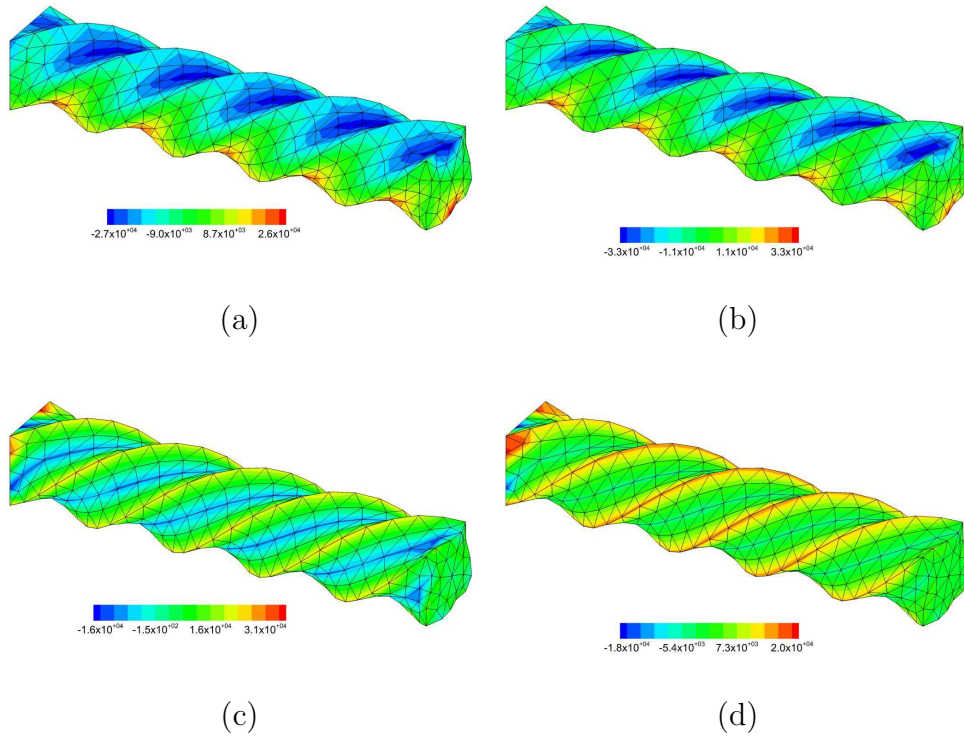 -2.7x10⁺⁰⁴ -9.0x10⁺⁰³ 8.7x10⁺⁰³ 2.6x10⁺⁰⁴
-3.3x10⁺⁰⁴ -1.1x10⁺⁰⁴ 1.1x10⁺⁰⁴ 3.3x10⁺⁰⁴
(a)
(b)
-1.6x10⁺⁰⁴ -1.5x10⁺⁰² 1.6x10⁺⁰⁴ 3.1x10⁺⁰⁴
-1.8x10⁺⁰⁴ -5.4x10⁺⁰³ 7.3x10⁺⁰³ 2.0x10⁺⁰⁴
(c)
(d)